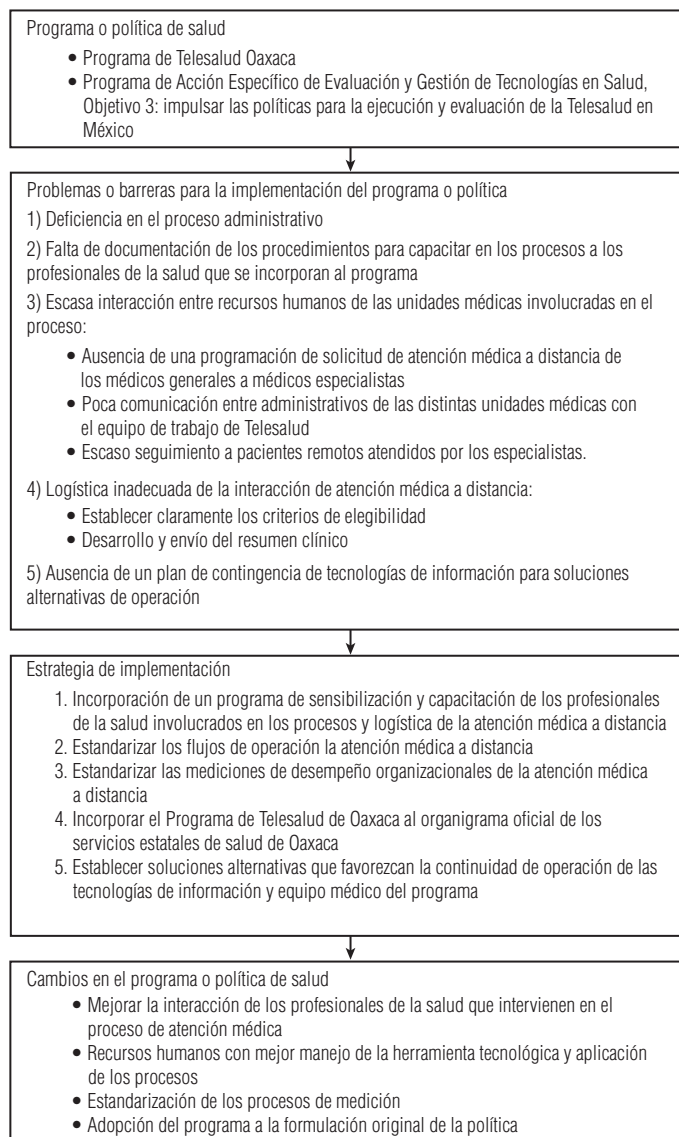 Programa o política de salud
• Programa de Telesalud Oaxaca
• Programa de Acción Específico de Evaluación y Gestión de Tecnologías en Salud,
Objetivo 3: impulsar las políticas para la ejecución y evaluación de la Telesalud en
México
Problemas o barreras para la implementación del programa o política
1) Deficiencia en el proceso administrativo
2) Falta de documentación de los procedimientos para capacitar en los procesos a los
profesionales de la salud que se incorporan al programa
3) Escasa interacción entre recursos humanos de las unidades médicas involucradas en el
proceso:
• Ausencia de una programación de solicitud de atención médica a distancia de
los médicos generales a médicos especialistas
• Poca comunicación entre administrativos de las distintas unidades médicas con
el equipo de trabajo de Telesalud
• Escaso seguimiento a pacientes remotos atendidos por los especialistas.
4) Logística inadecuada de la interacción de atención médica a distancia:
• Establecer claramente los criterios de elegibilidad
• Desarrollo y envío del resumen clínico
5) Ausencia de un plan de contingencia de tecnologías de información para soluciones
alternativas de operación
Estrategia de implementación
1. Incorporación de un programa de sensibilización y capacitación de los profesionales
de la salud involucrados en los procesos y logística de la atención médica a distancia
2. Estandarizar los flujos de operación la atención médica a distancia
3. Estandarizar las mediciones de desempeño organizacionales de la atención médica
a distancia
4. Incorporar el Programa de Telesalud de Oaxaca al organigrama oficial de los
servicios estatales de salud de Oaxaca
5. Establecer soluciones alternativas que favorezcan la continuidad de operación de las
tecnologías de información y equipo médico del programa
Cambios en el programa o política de salud
• Mejorar la interacción de los profesionales de la salud que intervienen en el
proceso de atención médica
• Recursos humanos con mejor manejo de la herramienta tecnológica y aplicación
de los procesos
• Estandarización de los procesos de medición
• Adopción del programa a la formulación original de la política